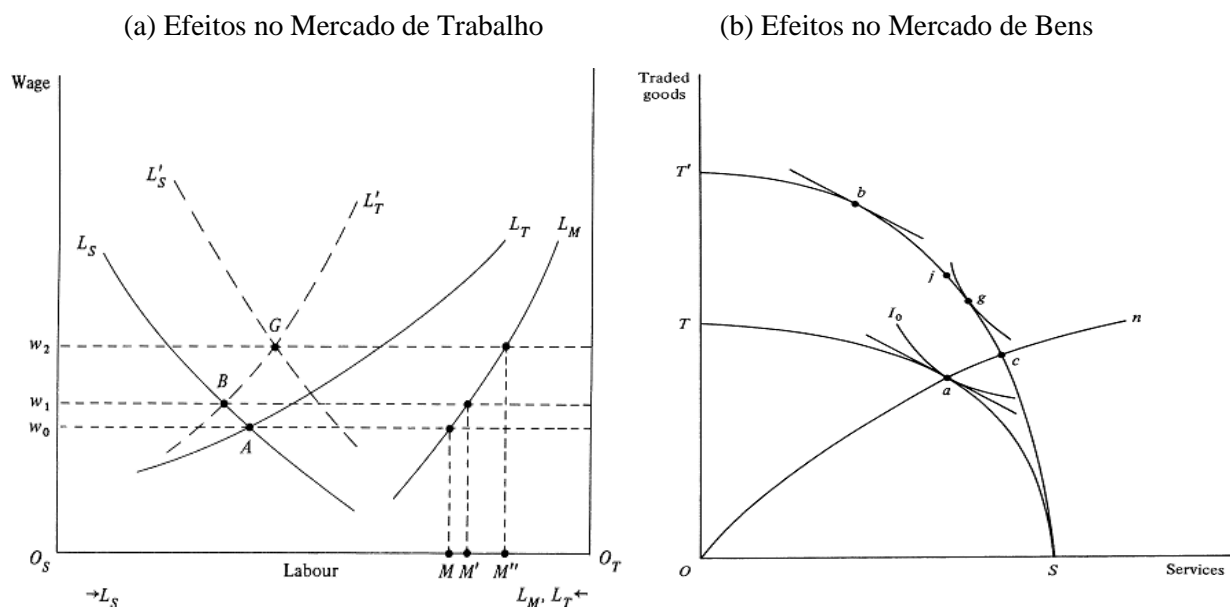 (a) Efeitos no Mercado de Trabalho
(b) Efeitos no Mercado de Bens
Wage
L'S
L'T
LS
LT
LM
G
w2
B
w1
w0
A
OS
Labour
M
M'
M''
OT
→LS
LM, LT←
Traded
goods
T'
b
j
g
I0
n
T
c
a
O
S
Services